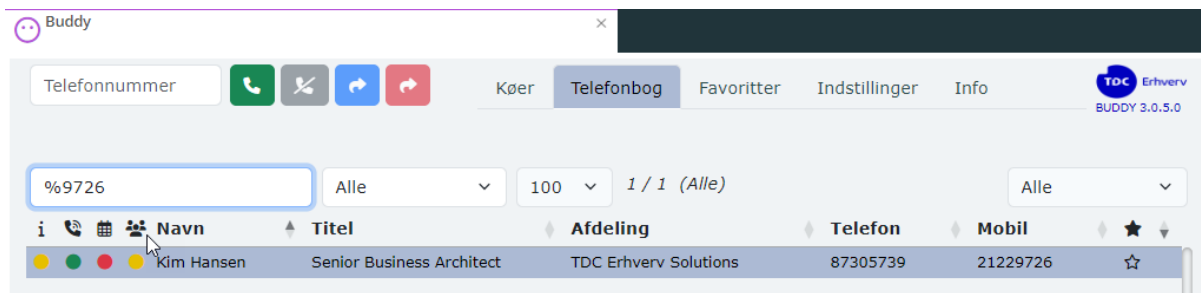 Buddy ×
Telefonnummer Køer Telefonbog Favoritter Indstillinger Info TDC Erhverv
BUDDY 3.0.5.0
%9726 Alle 100 1 / 1 (Alle) Alle
i Navn Titel Afdeling Telefon Mobil
Kim Hansen Senior Business Architect TDC Erhverv Solutions 87305739 21229726